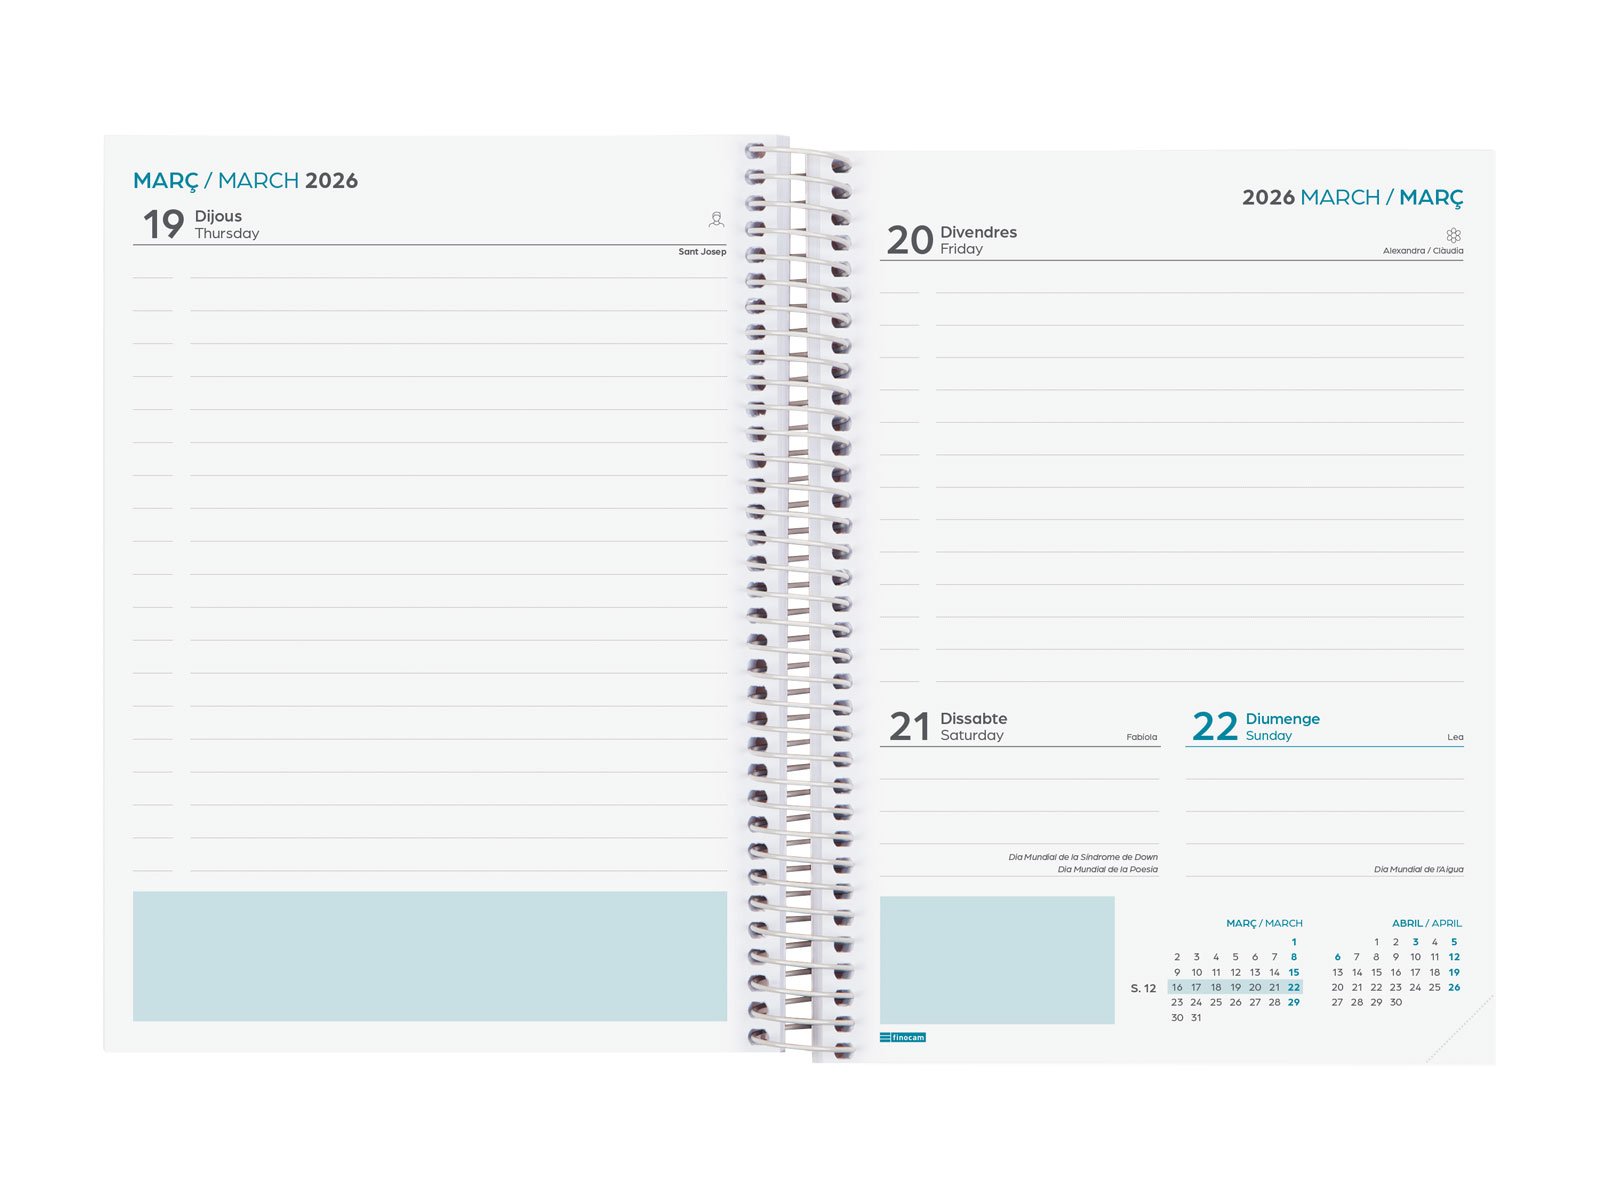 MARÇ / MARCH 2026
19 Dijous
Thursday
Sant Josep
2026 MARCH / MARÇ
20 Divendres
Friday
Alexandra / Clàudia
21 Dissabte
Saturday
Fabiola
Dia Mundial de la Síndrome de Down
Dia Mundial de la Poesia
22 Diumenge
Sunday
Lea
Dia Mundial de l'Aigua
MARÇ / MARCH
1
2 3 4 5 6 7 8
9 10 11 12 13 14 15
S. 12 16 17 18 19 20 21 22
23 24 25 26 27 28 29
30 31
ABRIL / APRIL
1 2 3 4 5
6 7 8 9 10 11 12
13 14 15 16 17 18 19
20 21 22 23 24 25 26
27 28 29 30
finocam